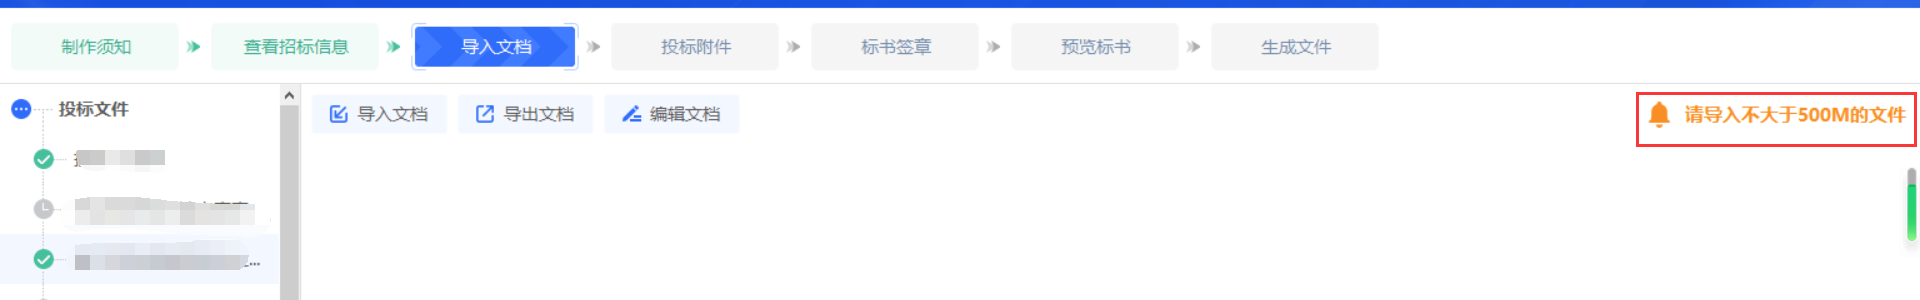 制作须知
查看招标信息
导入文档
投标附件
标书签章
预览标书
生成文件
投标文件
导入文档
导出文档
编辑文档
请导入不大于500M的文件